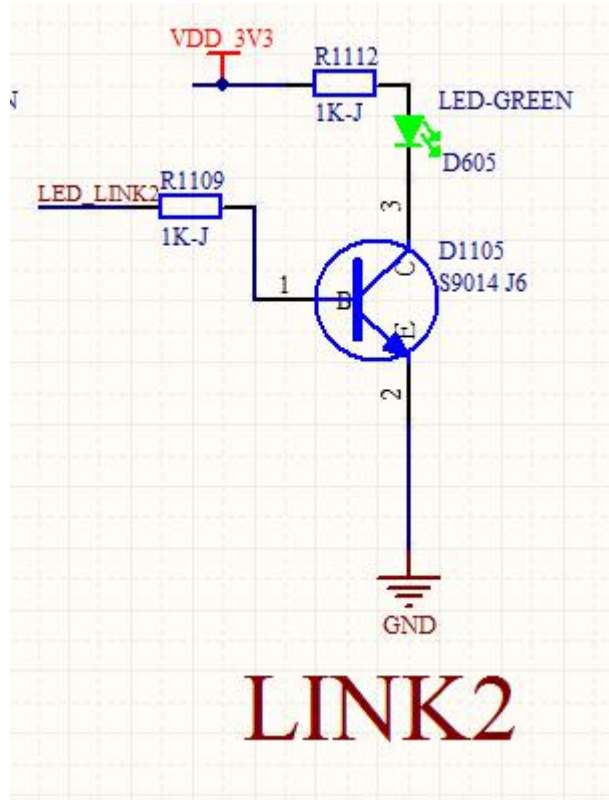 VDD_3V3
R1112
1K-J
LED-GREEN
D605
LED_LINK2
R1109
1K-J
3
C
D1105
S9014 J6
1
B
E
2
GND
LINK2